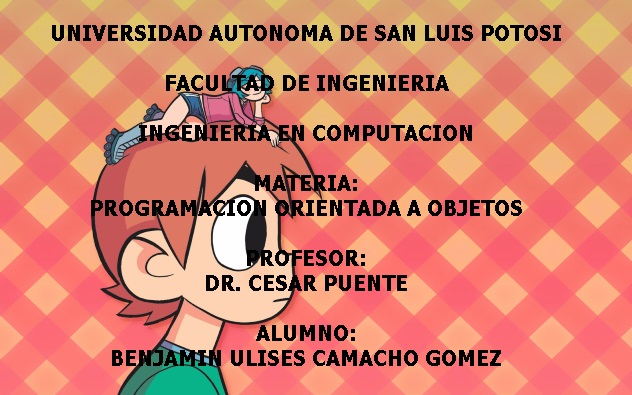 UNIVERSIDAD AUTONOMA DE SAN LUIS POTOSI
FACULTAD DE INGENIERIA
INGENIERIA EN COMPUTACION
MATERIA:
PROGRAMACION ORIENTADA A OBJETOS
PROFESOR:
DR. CESAR PUENTE
ALUMNO:
BENJAMIN ULISES CAMACHO GOMEZ